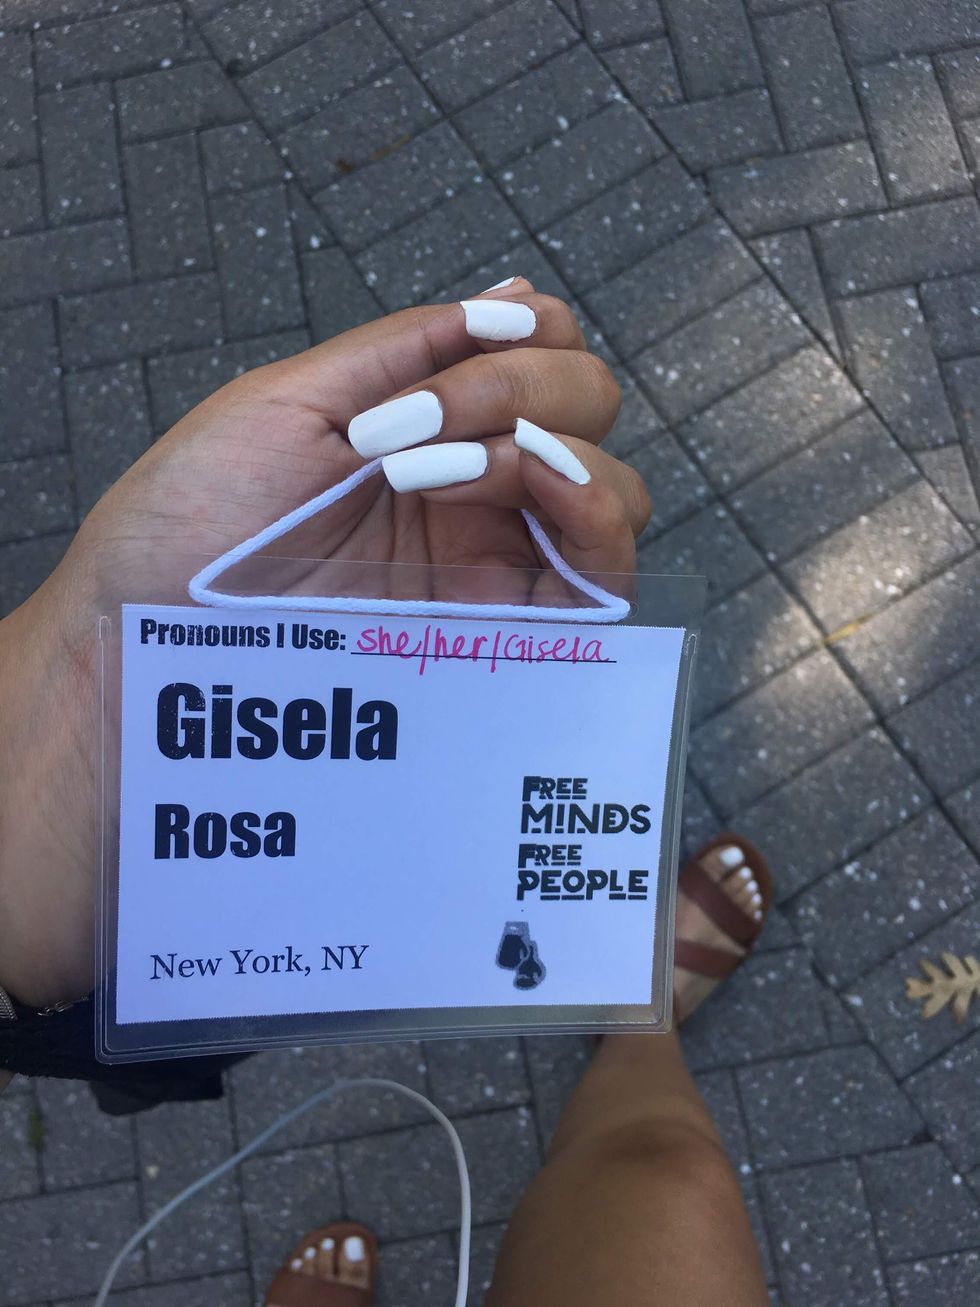 Pronouns I Use: she/her/Gisela
Gisela
Rosa
FREE
MINDS
FREE
PEOPLE
New York, NY